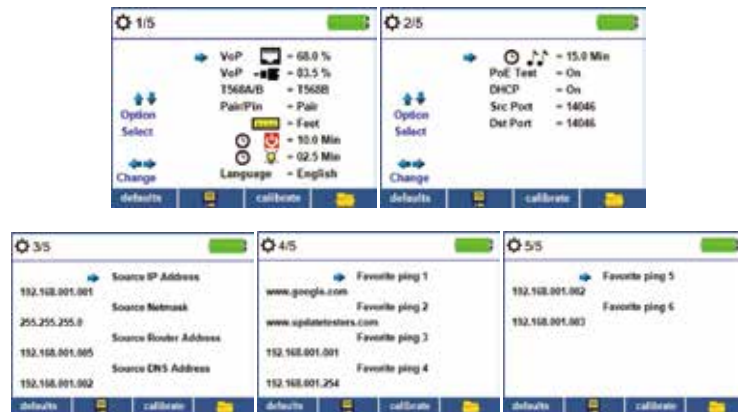 1/5
VoP = 68.0 %
VoP = 83.5 %
T568A/B = T568B
Pair/Pin = Pair
= Feet
= 10.0 Min
= 02.5 Min
Language = English
Option
Select
Change
defaults calibrate
2/5
= 15.0 Min
PoE Test = On
DHCP = On
Src Port = 14046
Dst Port = 14046
Option
Select
Change
defaults calibrate
3/5
Source IP Address
192.168.001.001
Source Netmask
255.255.255.0
Source Router Address
192.168.001.005
Source DNS Address
192.168.001.002
defaults calibrate
4/5
Favorite ping 1
www.google.com
Favorite ping 2
www.updatetesters.com
Favorite ping 3
192.168.001.001
Favorite ping 4
192.168.001.254
defaults calibrate
5/5
Favorite ping 5
192.168.001.002
Favorite ping 6
192.168.001.003
defaults calibrate